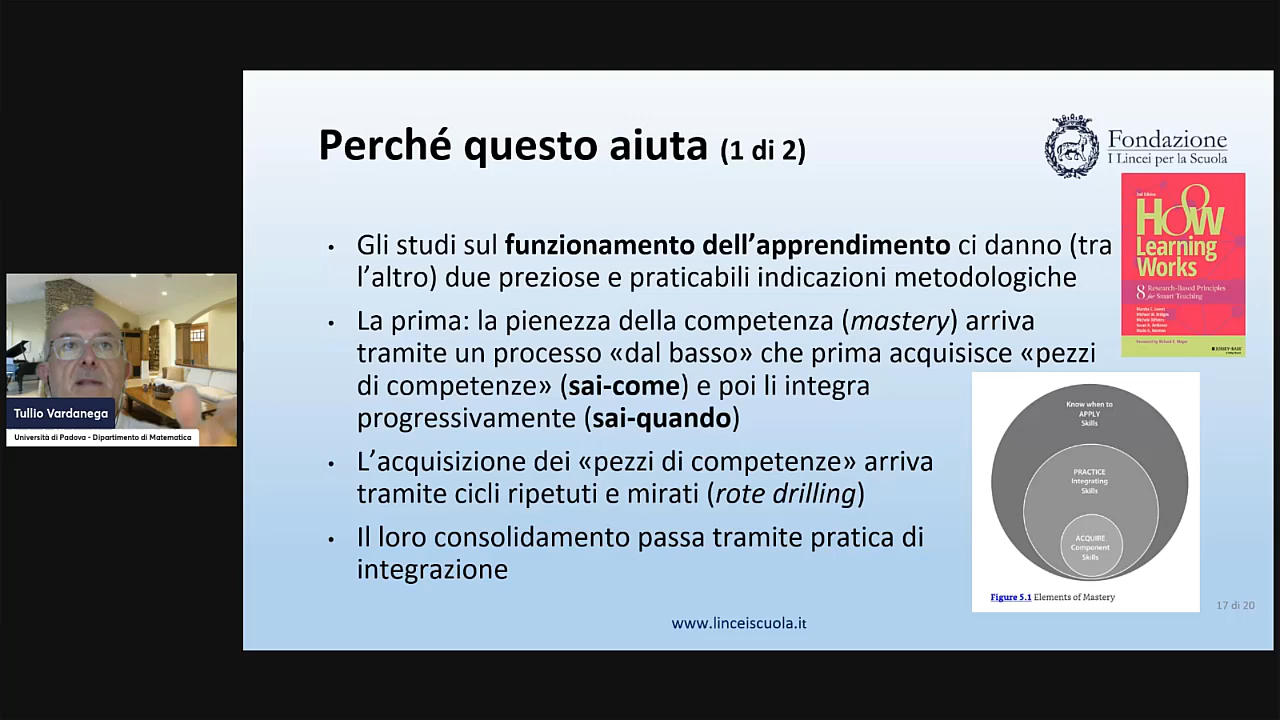 Perché questo aiuta (1 di 2)
Fondazione
I Lincei per la Scuola
• Gli studi sul funzionamento dell’apprendimento ci danno (tra
l’altro) due preziose e praticabili indicazioni metodologiche
• La prima: la pienezza della competenza (mastery) arriva
tramite un processo «dal basso» che prima acquisisce «pezzi
di competenze» (sai-come) e poi li integra
progressivamente (sai-quando)
• L’acquisizione dei «pezzi di competenze» arriva
tramite cicli ripetuti e mirati (rote drilling)
• Il loro consolidamento passa tramite pratica di
integrazione
HOW
8
Learning
Works
8 Research-Based Principles
for Smart Teaching
Know when to
APPLY
Skills
PRACTICE
Integrating
Skills
ACQUIRE
Component
Skills
Figure 5.1 Elements of Mastery
17 di 20
www.linceiscuola.it
Tullio Vardanega
Università di Padova - Dipartimento di Matematica